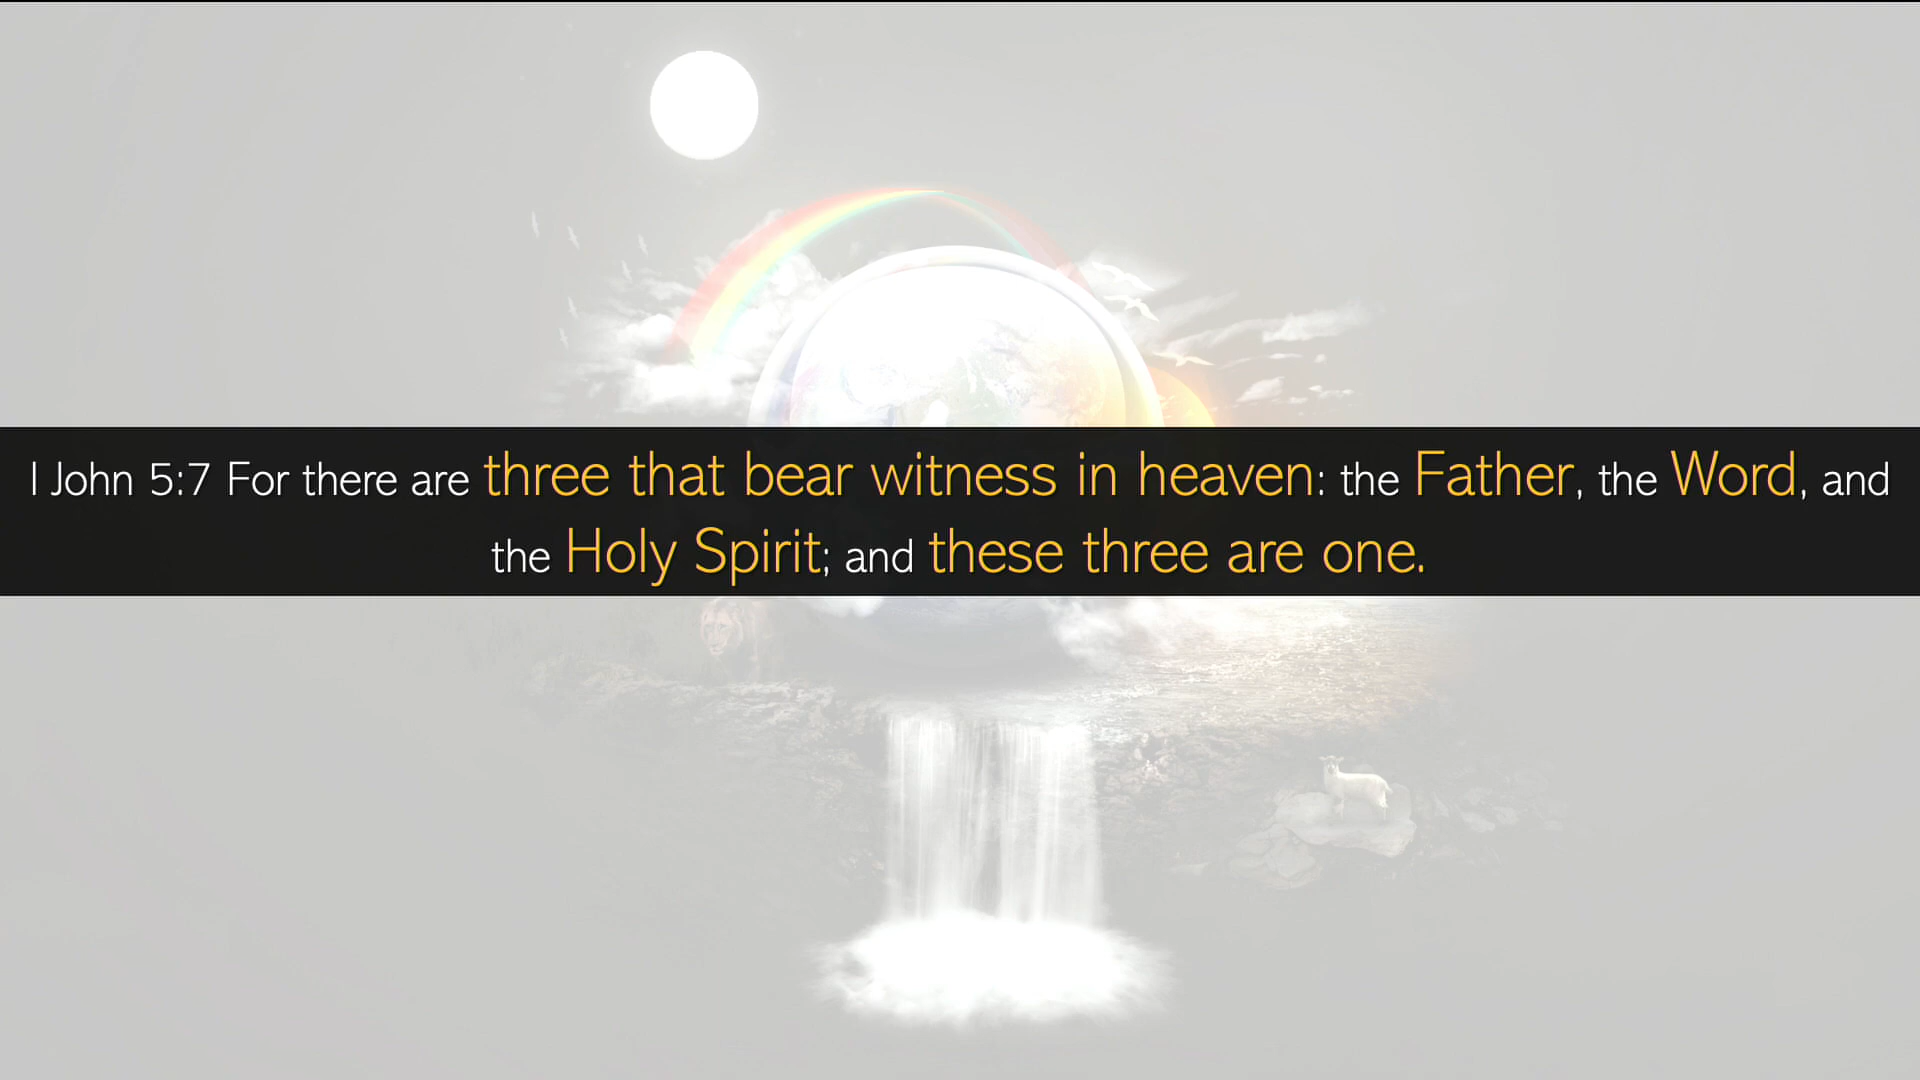 I John 5:7 For there are three that bear witness in heaven: the Father, the Word, and
the Holy Spirit; and these three are one.